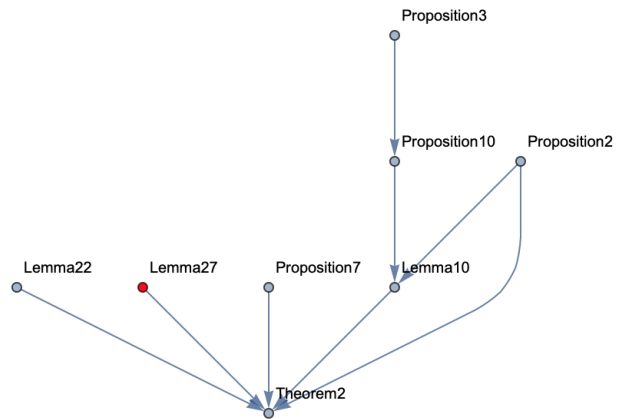 Proposition3
Proposition10
Proposition2
Lemma22
Lemma27
Proposition7
Lemma10
Theorem2